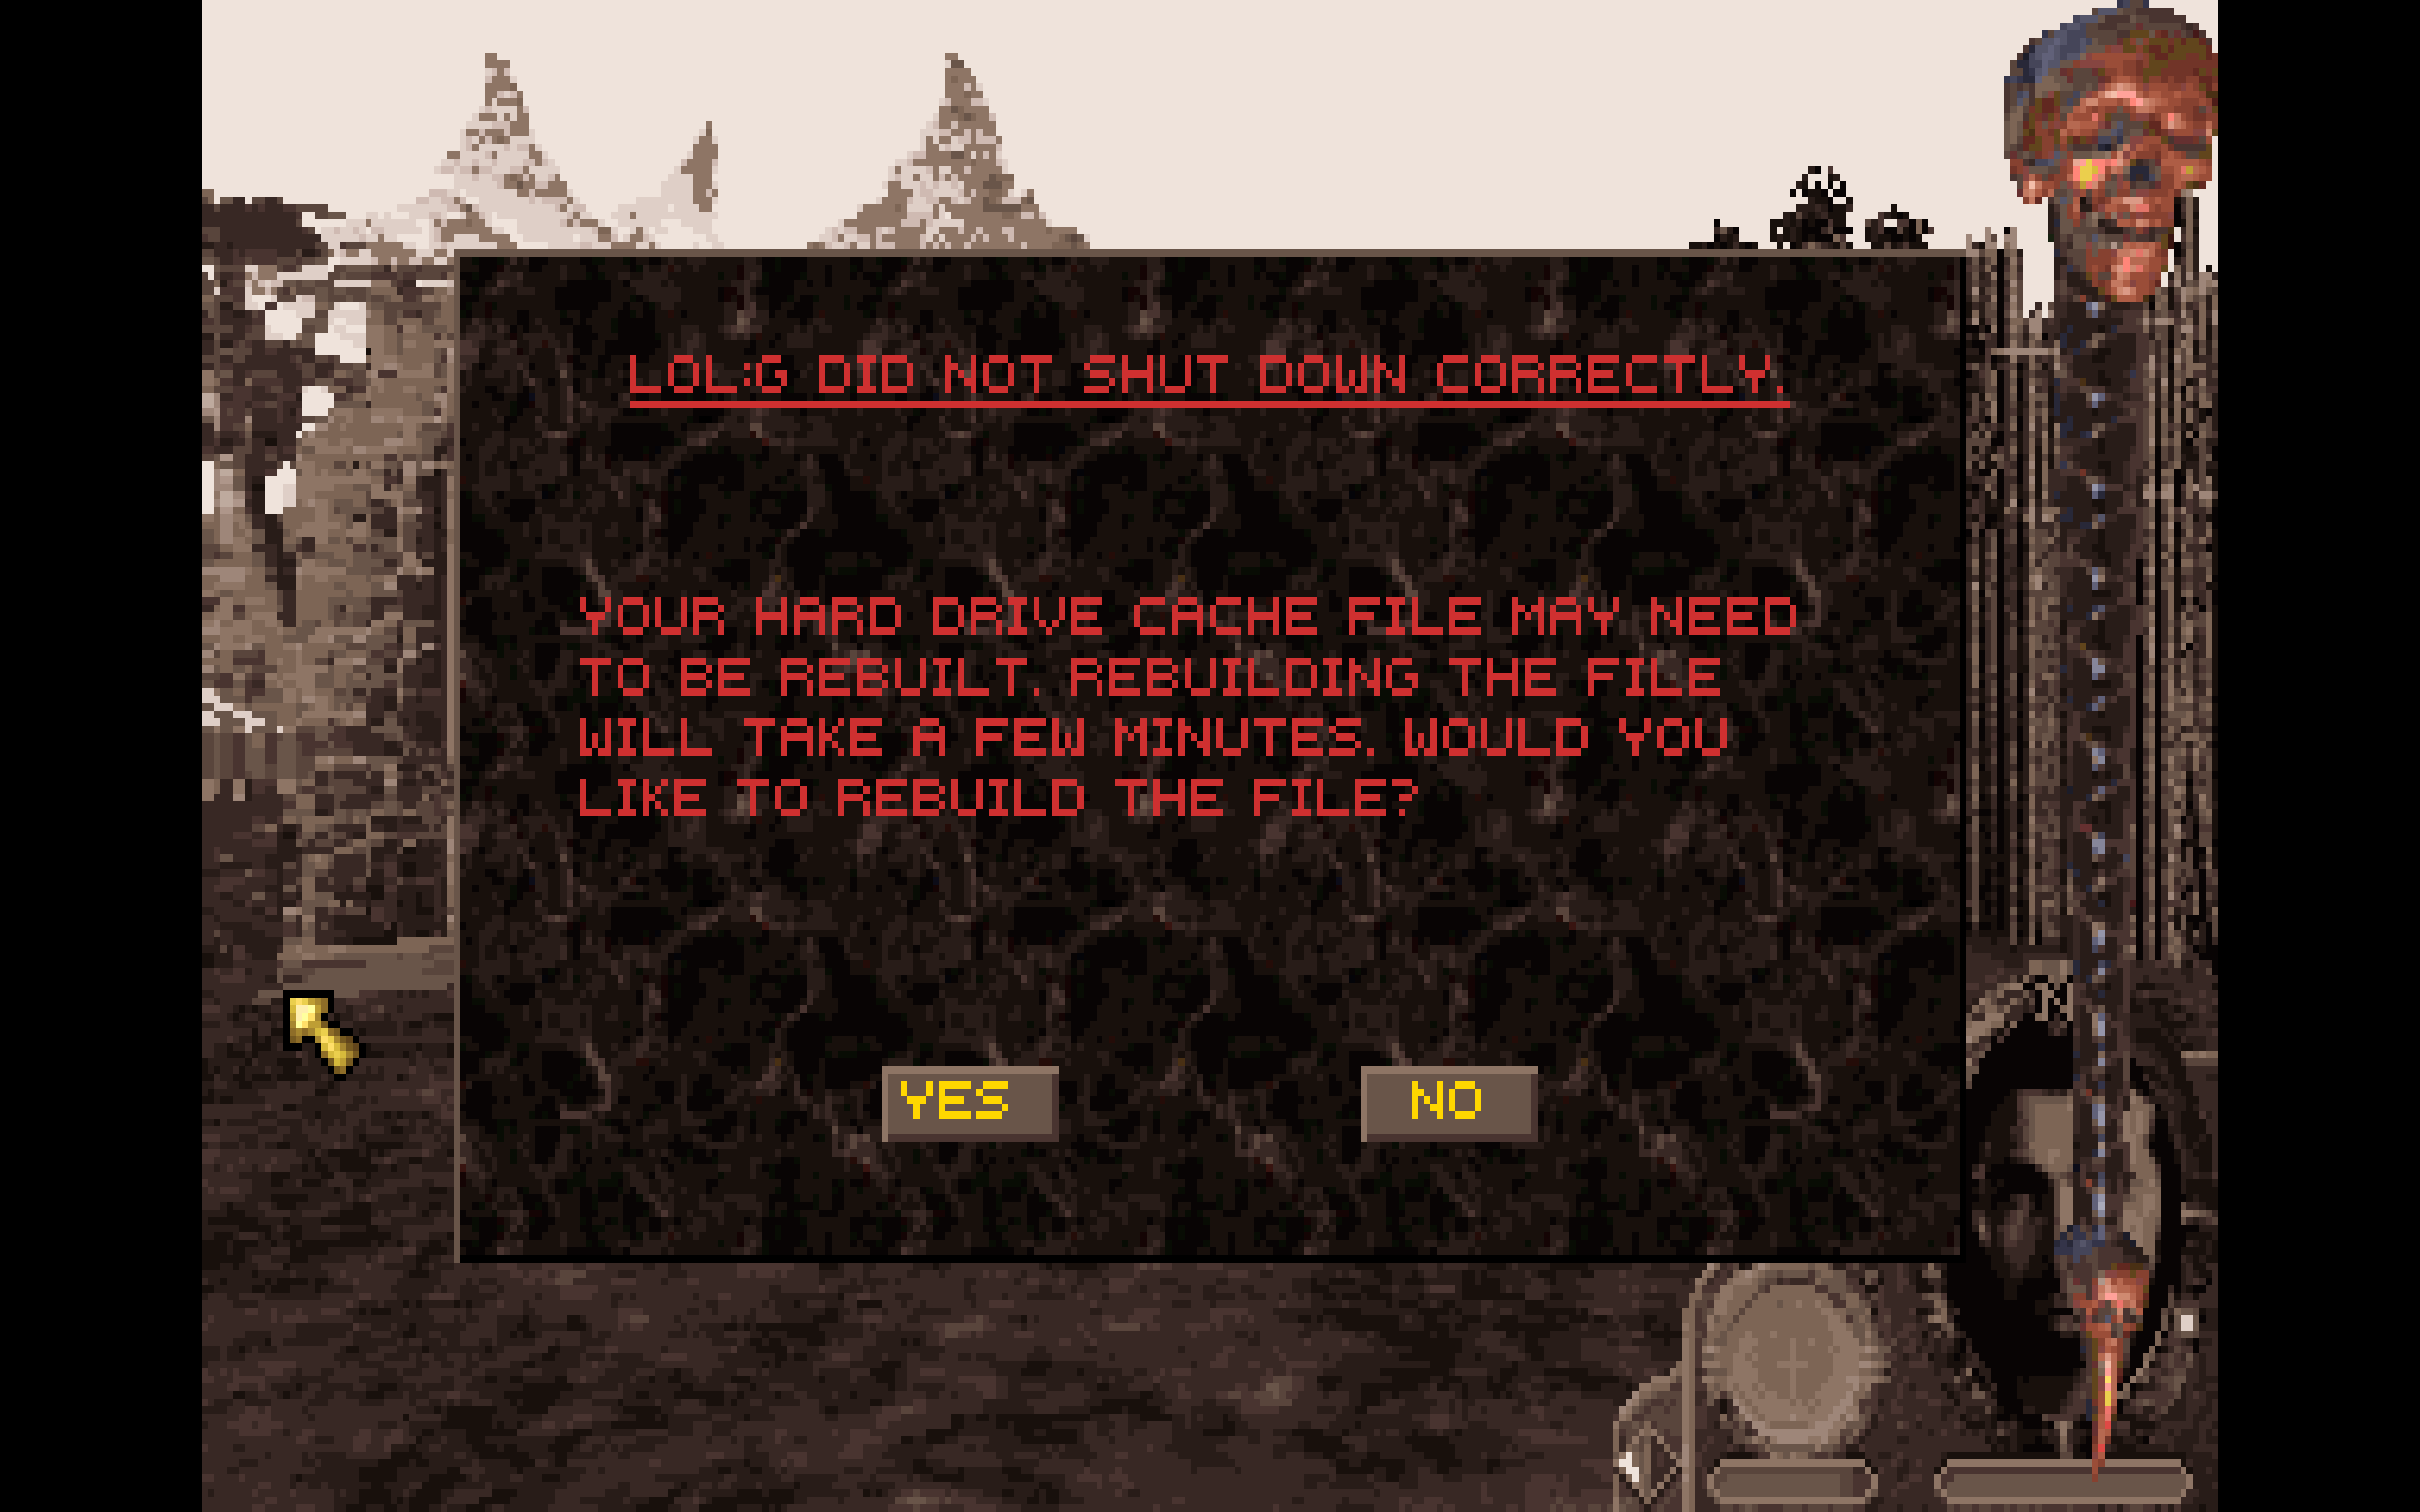 LOL:G DID NOT SHUT DOWN CORRECTLY.
YOUR HARD DRIVE CACHE FILE MAY NEED
TO BE REBUILT. REBUILDING THE FILE
WILL TAKE A FEW MINUTES. WOULD YOU
LIKE TO REBUILD THE FILE?
YES
NO
N